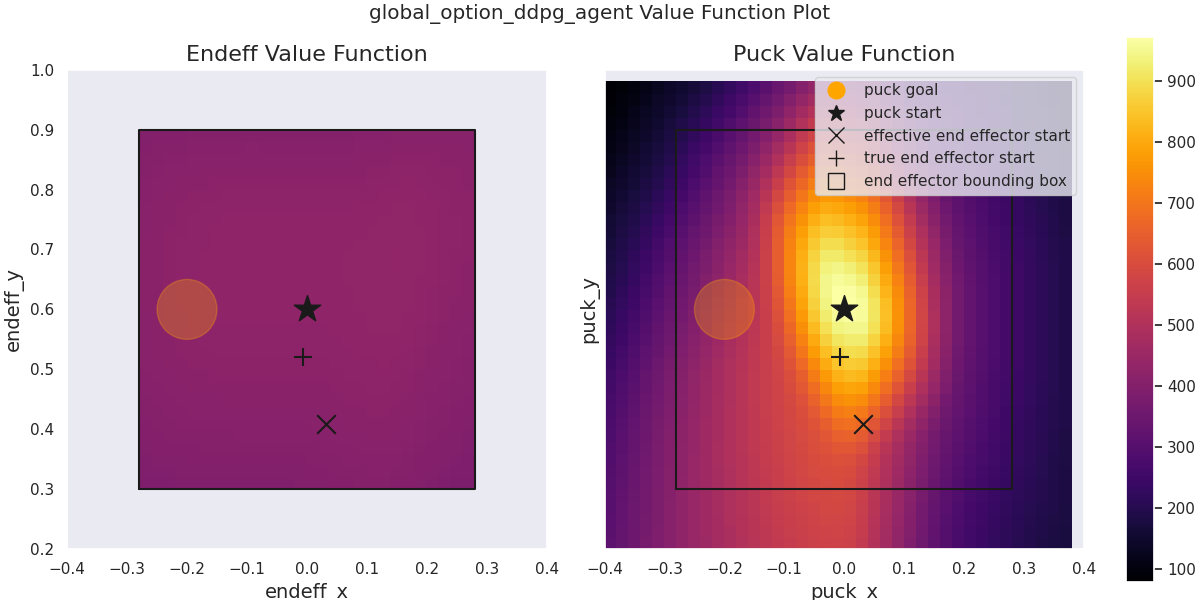 global_option_ddpg_agent Value Function Plot
Endeff Value Function
1.0
0.9
0.8
0.7
0.6
0.5
0.4
0.3
0.2
endeff_y
−0.4 −0.3 −0.2 −0.1 0.0 0.1 0.2 0.3 0.4
endeff_x
Puck Value Function
puck goal
puck start
effective end effector start
true end effector start
end effector bounding box
puck_y
−0.4 −0.3 −0.2 −0.1 0.0 0.1 0.2 0.3 0.4
puck_x
900
800
700
600
500
400
300
200
100